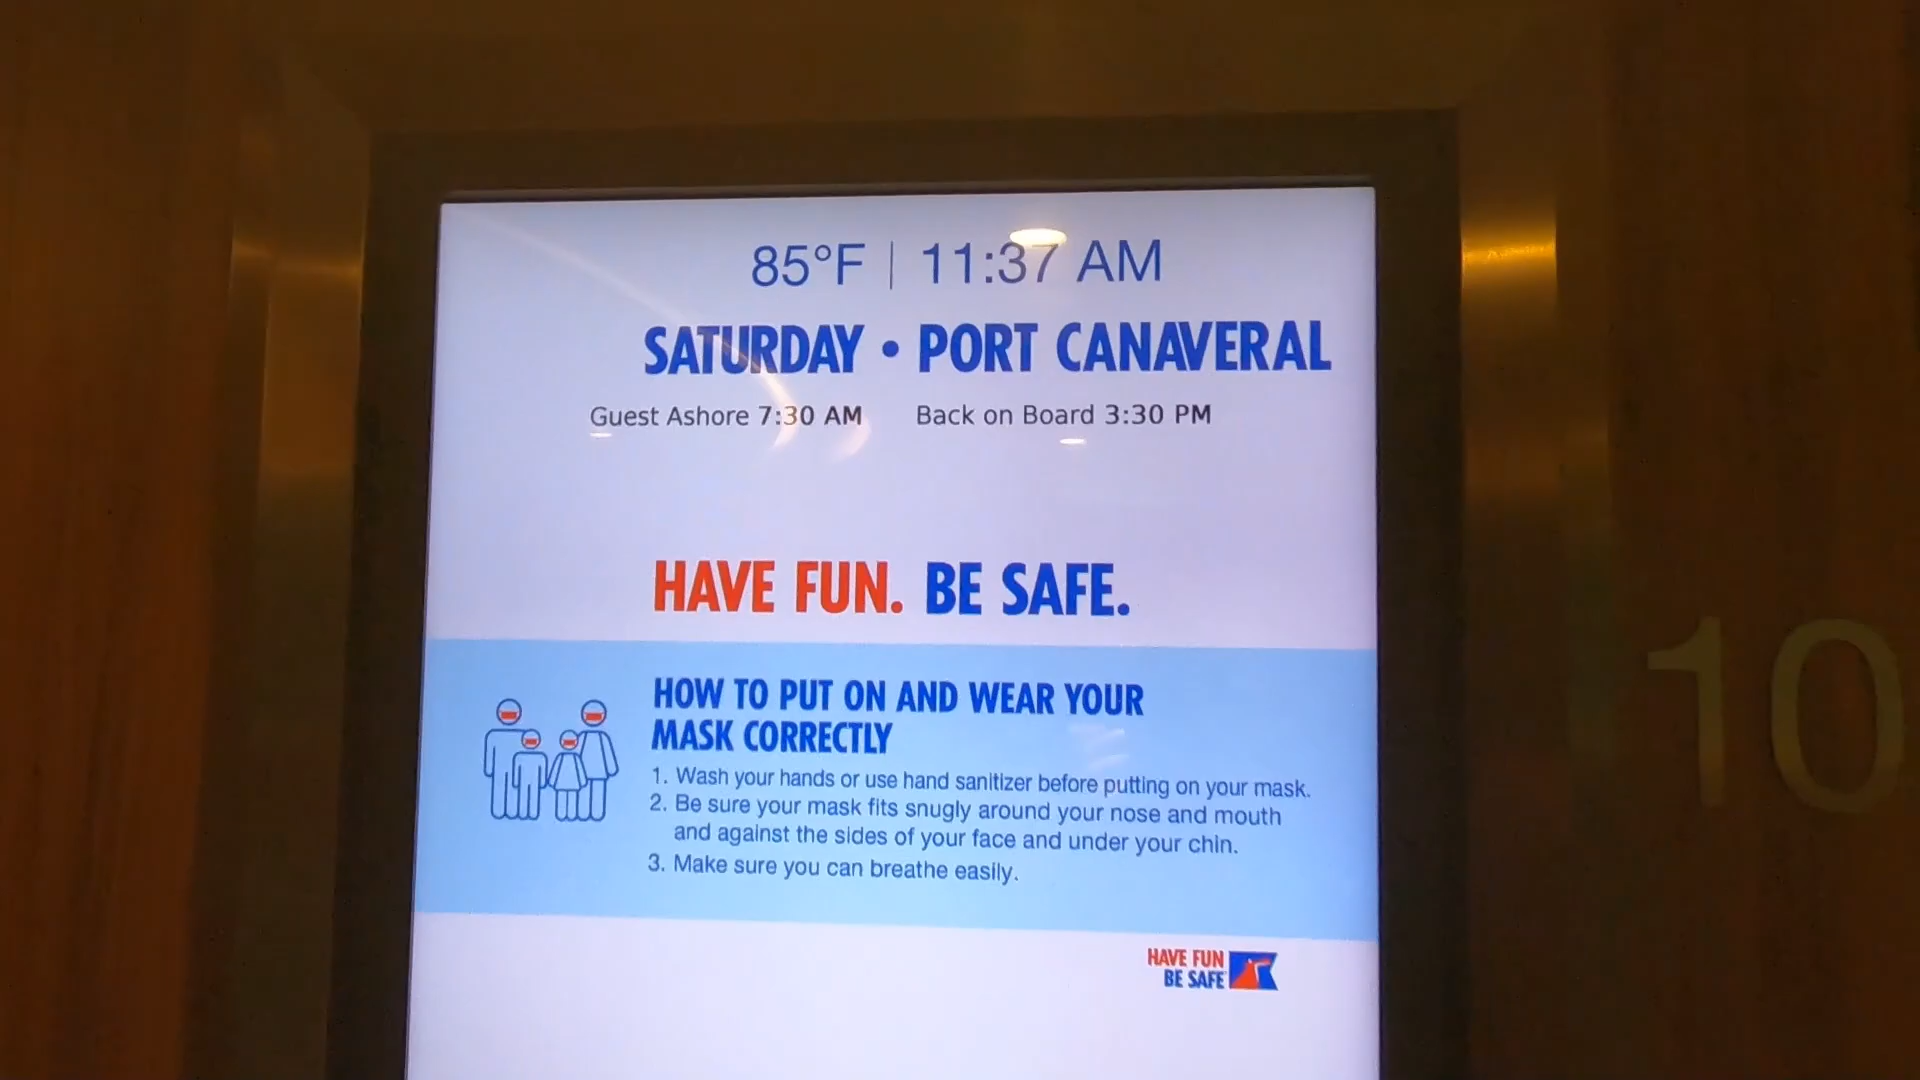 85°F | 11:37 AM
SATURDAY • PORT CANAVERAL
Guest Ashore 7:30 AM Back on Board 3:30 PM
HAVE FUN. BE SAFE.
HOW TO PUT ON AND WEAR YOUR
MASK CORRECTLY
1. Wash your hands or use hand sanitizer before putting on your mask.
2. Be sure your mask fits snugly around your nose and mouth
and against the sides of your face and under your chin.
3. Make sure you can breathe easily.
HAVE FUN
BE SAFE
10